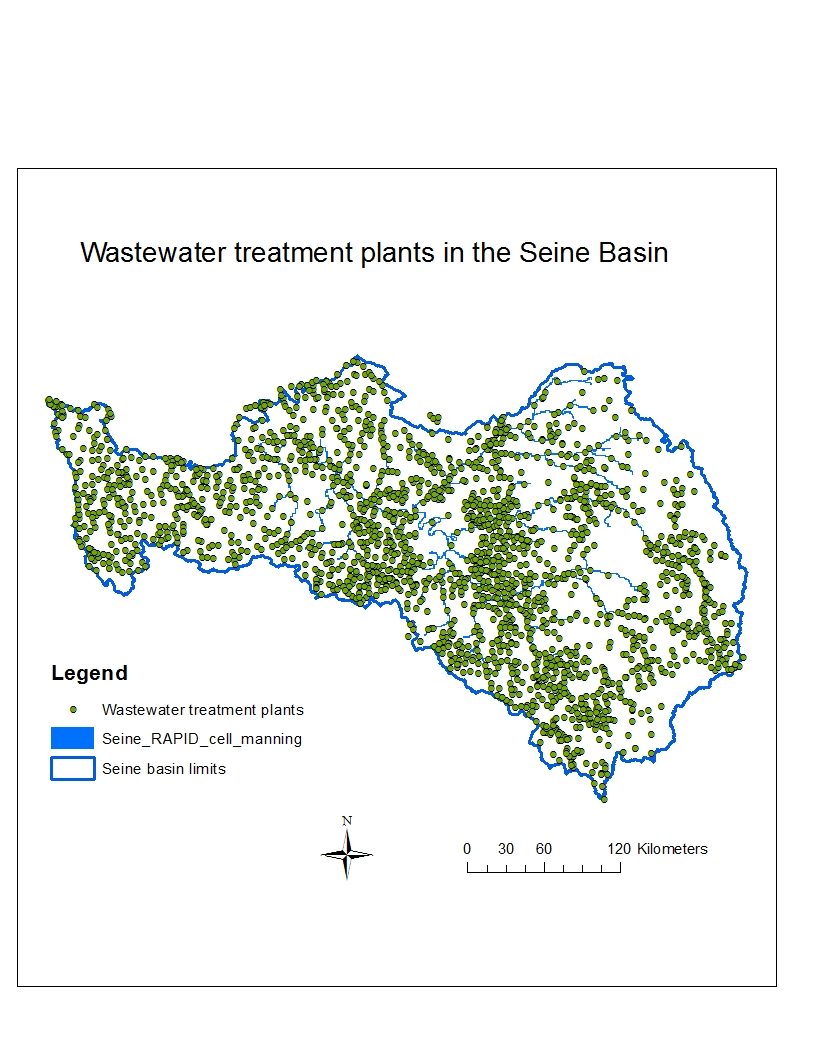 Wastewater treatment plants in the Seine Basin
Legend
Wastewater treatment plants
Seine_RAPID_cell_manning
Seine basin limits
N
0 30 60 120 Kilometers